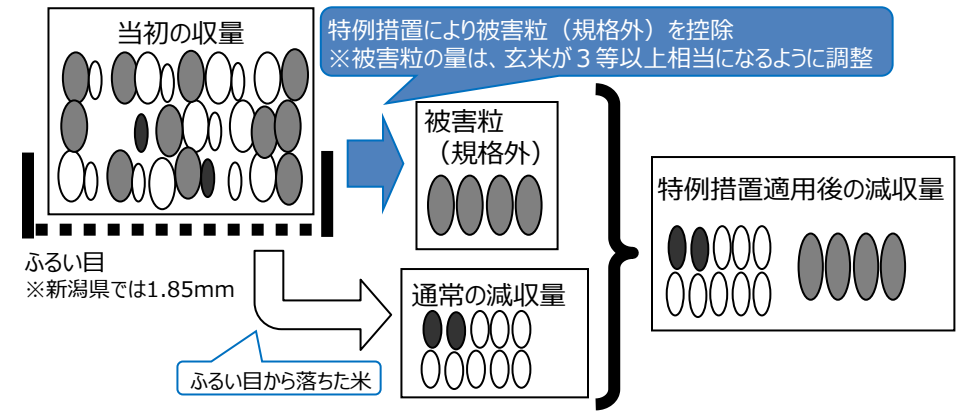 当初の収量
特例措置により被害粒（規格外）を控除
※被害粒の量は、玄米が３等以上相当になるように調整
被害粒
（規格外）
特例措置適用後の減収量
ふるい目
※新潟県では1.85mm
通常の減収量
ふるい目から落ちた米